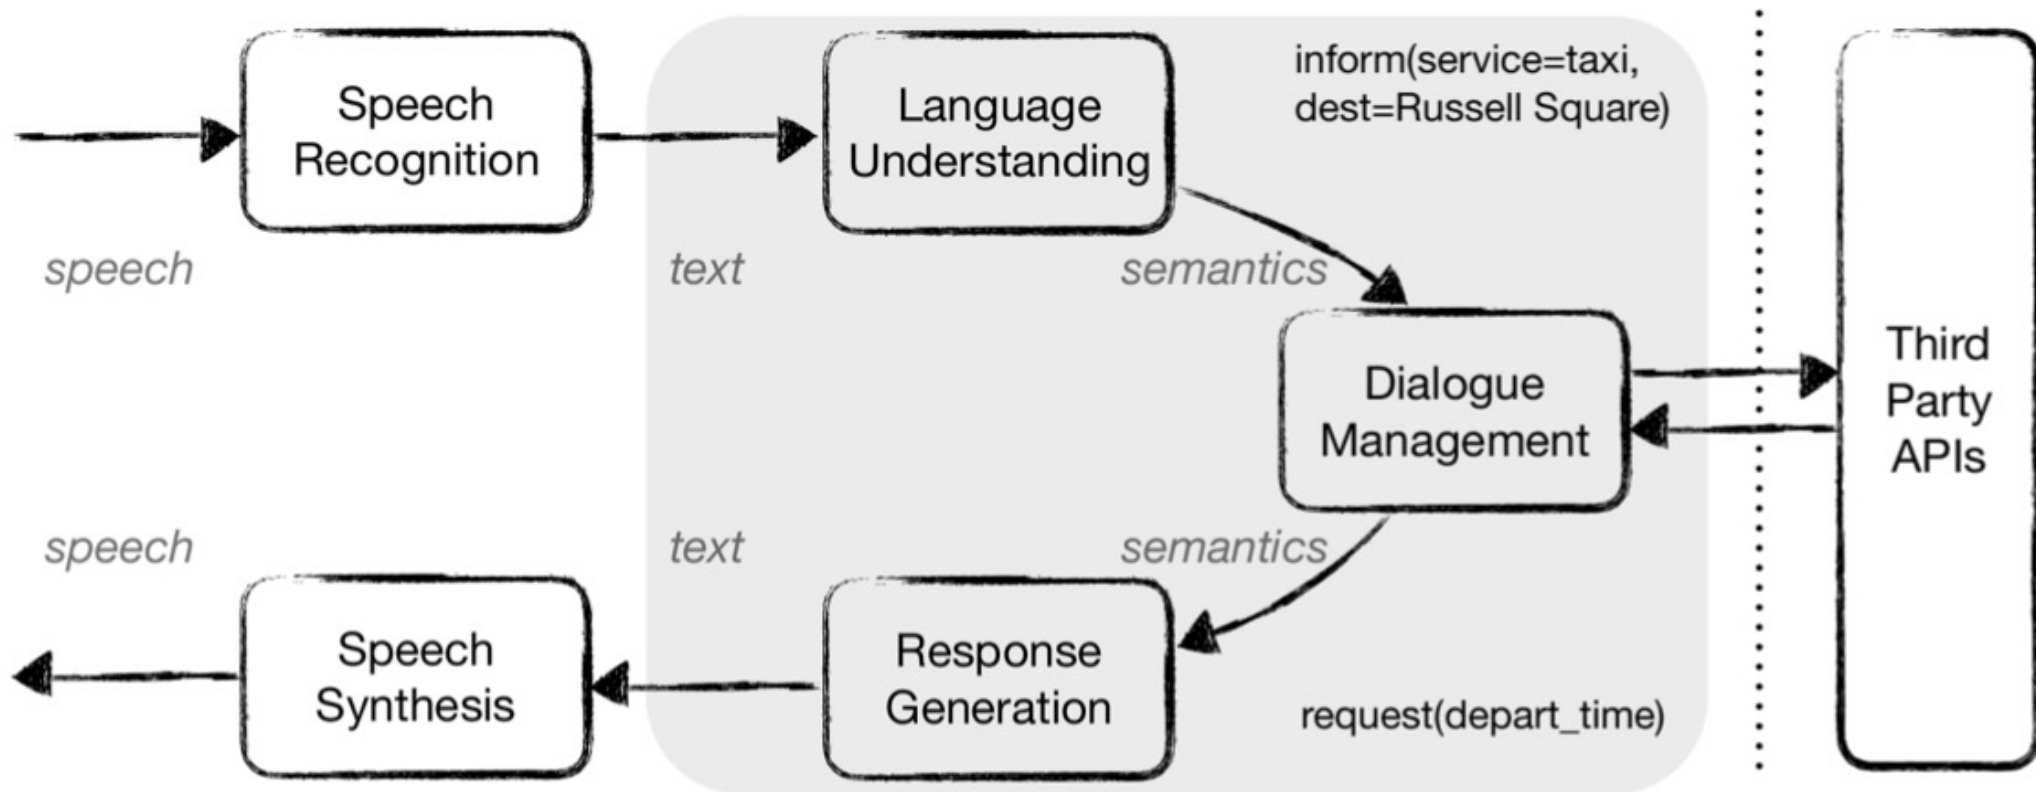 Speech
Recognition
Language
Understanding
inform(service=taxi,
dest=Russell Square)
speech
text
semantics
Dialogue
Management
Third
Party
APIs
speech
text
semantics
Speech
Synthesis
Response
Generation
request(depart_time)